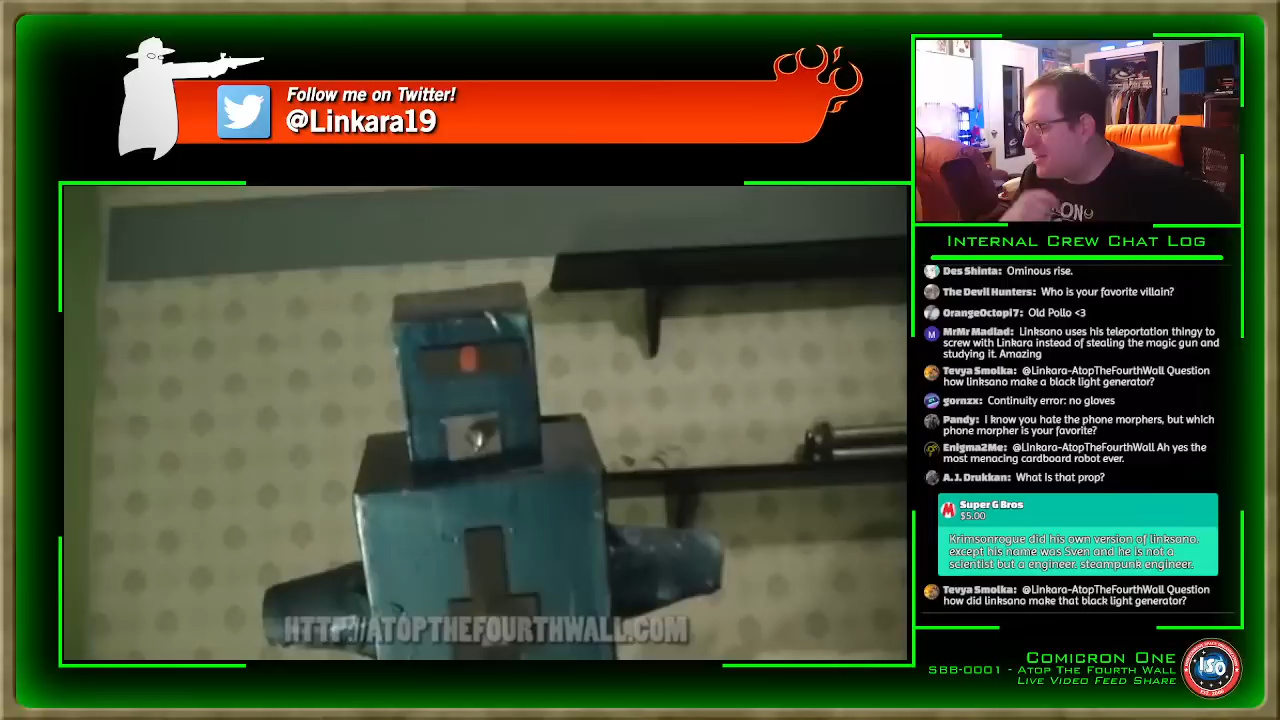 Follow me on Twitter!
@Linkara19
INTERNAL CREW CHAT LOG
Des Shinta: Ominous rise.
The Devil Hunters: Who is your favorite villain?
OrangeOctopi7: Old Pollo <3
M
MrMr Madlad: Linksano uses his teleportation thingy to
screw with Linkara instead of stealing the magic gun and
studying it. Amazing
Tevya Smolka: @Linkara-AtopTheFourthWall Question
how linksano make a black light generator?
gornzx: Continuity error: no gloves
Pandy: I know you hate the phone morphers, but which
phone morpher is your favorite?
Enigma2Me: @Linkara-AtopTheFourthWall Ah yes the
most menacing cardboard robot ever.
A.J. Drukkan: What is that prop?
Super G Bros
$5.00
Krimsonrogue did his own version of linksano.
except his name was Sven and he is not a
scientist but a engineer. steampunk engineer.
Tevya Smolka: @Linkara-AtopTheFourthWall Question
how did linksano make that black light generator?
HTTP://ATOPTHEFOURTHWALL.COM
COMICRON ONE
SBB-0001 - ATOP THE FOURTH WALL
LIVE VIDEO FEED SHARE
ISO